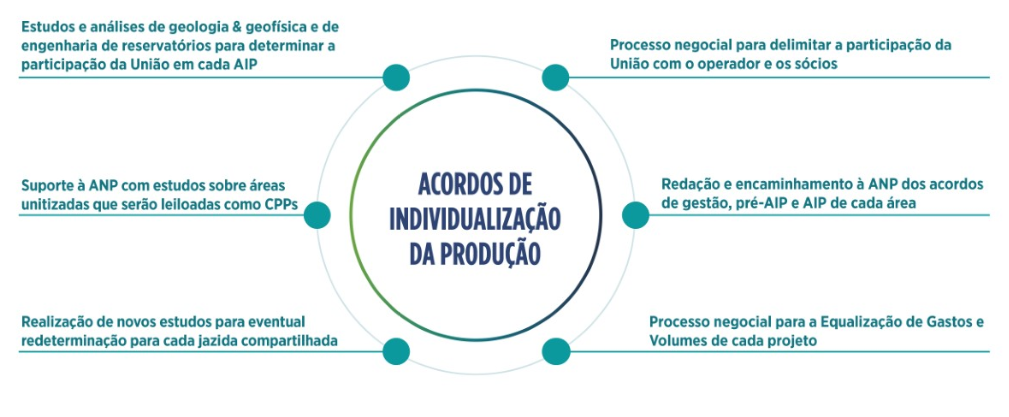 Estudos e análises de geologia & geofísica e de
engenharia de reservatórios para determinar a
participação da União em cada AIP
Processo negocial para delimitar a participação da
União com o operador e os sócios
Suporte à ANP com estudos sobre áreas
unitizadas que serão leiloadas como CPPs
ACORDOS DE
INDIVIDUALIZAÇÃO
DA PRODUÇÃO
Redação e encaminhamento à ANP dos acordos
de gestão, pré-AIP e AIP de cada área
Realização de novos estudos para eventual
redeterminação para cada jazida compartilhada
Processo negocial para a Equalização de Gastos e
Volumes de cada projeto